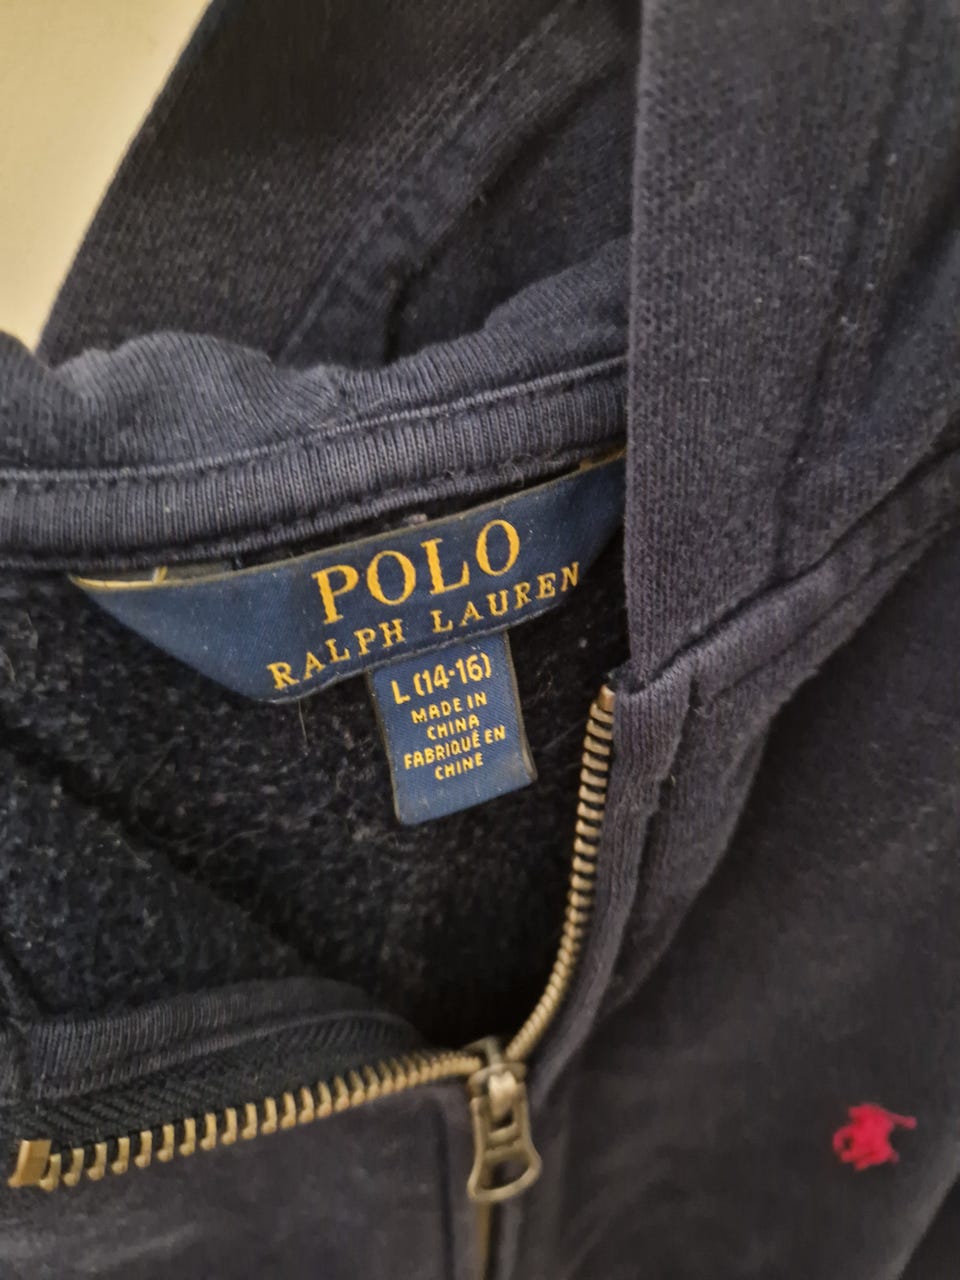 POLO
RALPH LAUREN
L (14-16)
MADE IN
CHINA
FABRIQUÉ EN
CHINE